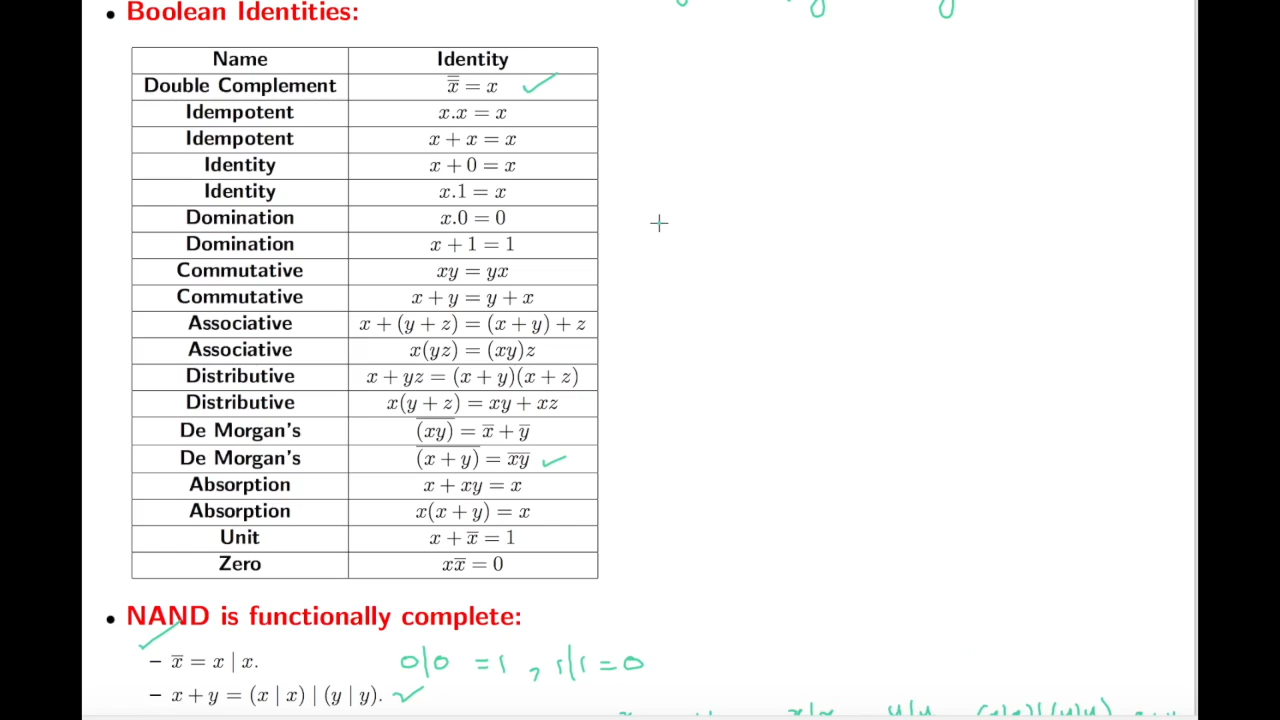 • Boolean Identities:
Name Identity
Double Complement x̿ = x ✓
Idempotent x.x = x
Idempotent x + x = x
Identity x + 0 = x
Identity x.1 = x
Domination x.0 = 0
Domination x + 1 = 1
Commutative xy = yx
Commutative x + y = y + x
Associative x + (y + z) = (x + y) + z
Associative x(yz) = (xy)z
Distributive x + yz = (x + y)(x + z)
Distributive x(y + z) = xy + xz
De Morgan's (xy)̅ = x̅ + y̅
De Morgan's (x + y)̅ = x̅y̅ ✓
Absorption x + xy = x
Absorption x(x + y) = x
Unit x + x̅ = 1
Zero xx̅ = 0
• NAND is functionally complete:
– x̅ = x | x. 0|0 = 1 , 1|1 = 0
– x + y = (x | x) | (y | y). ✓